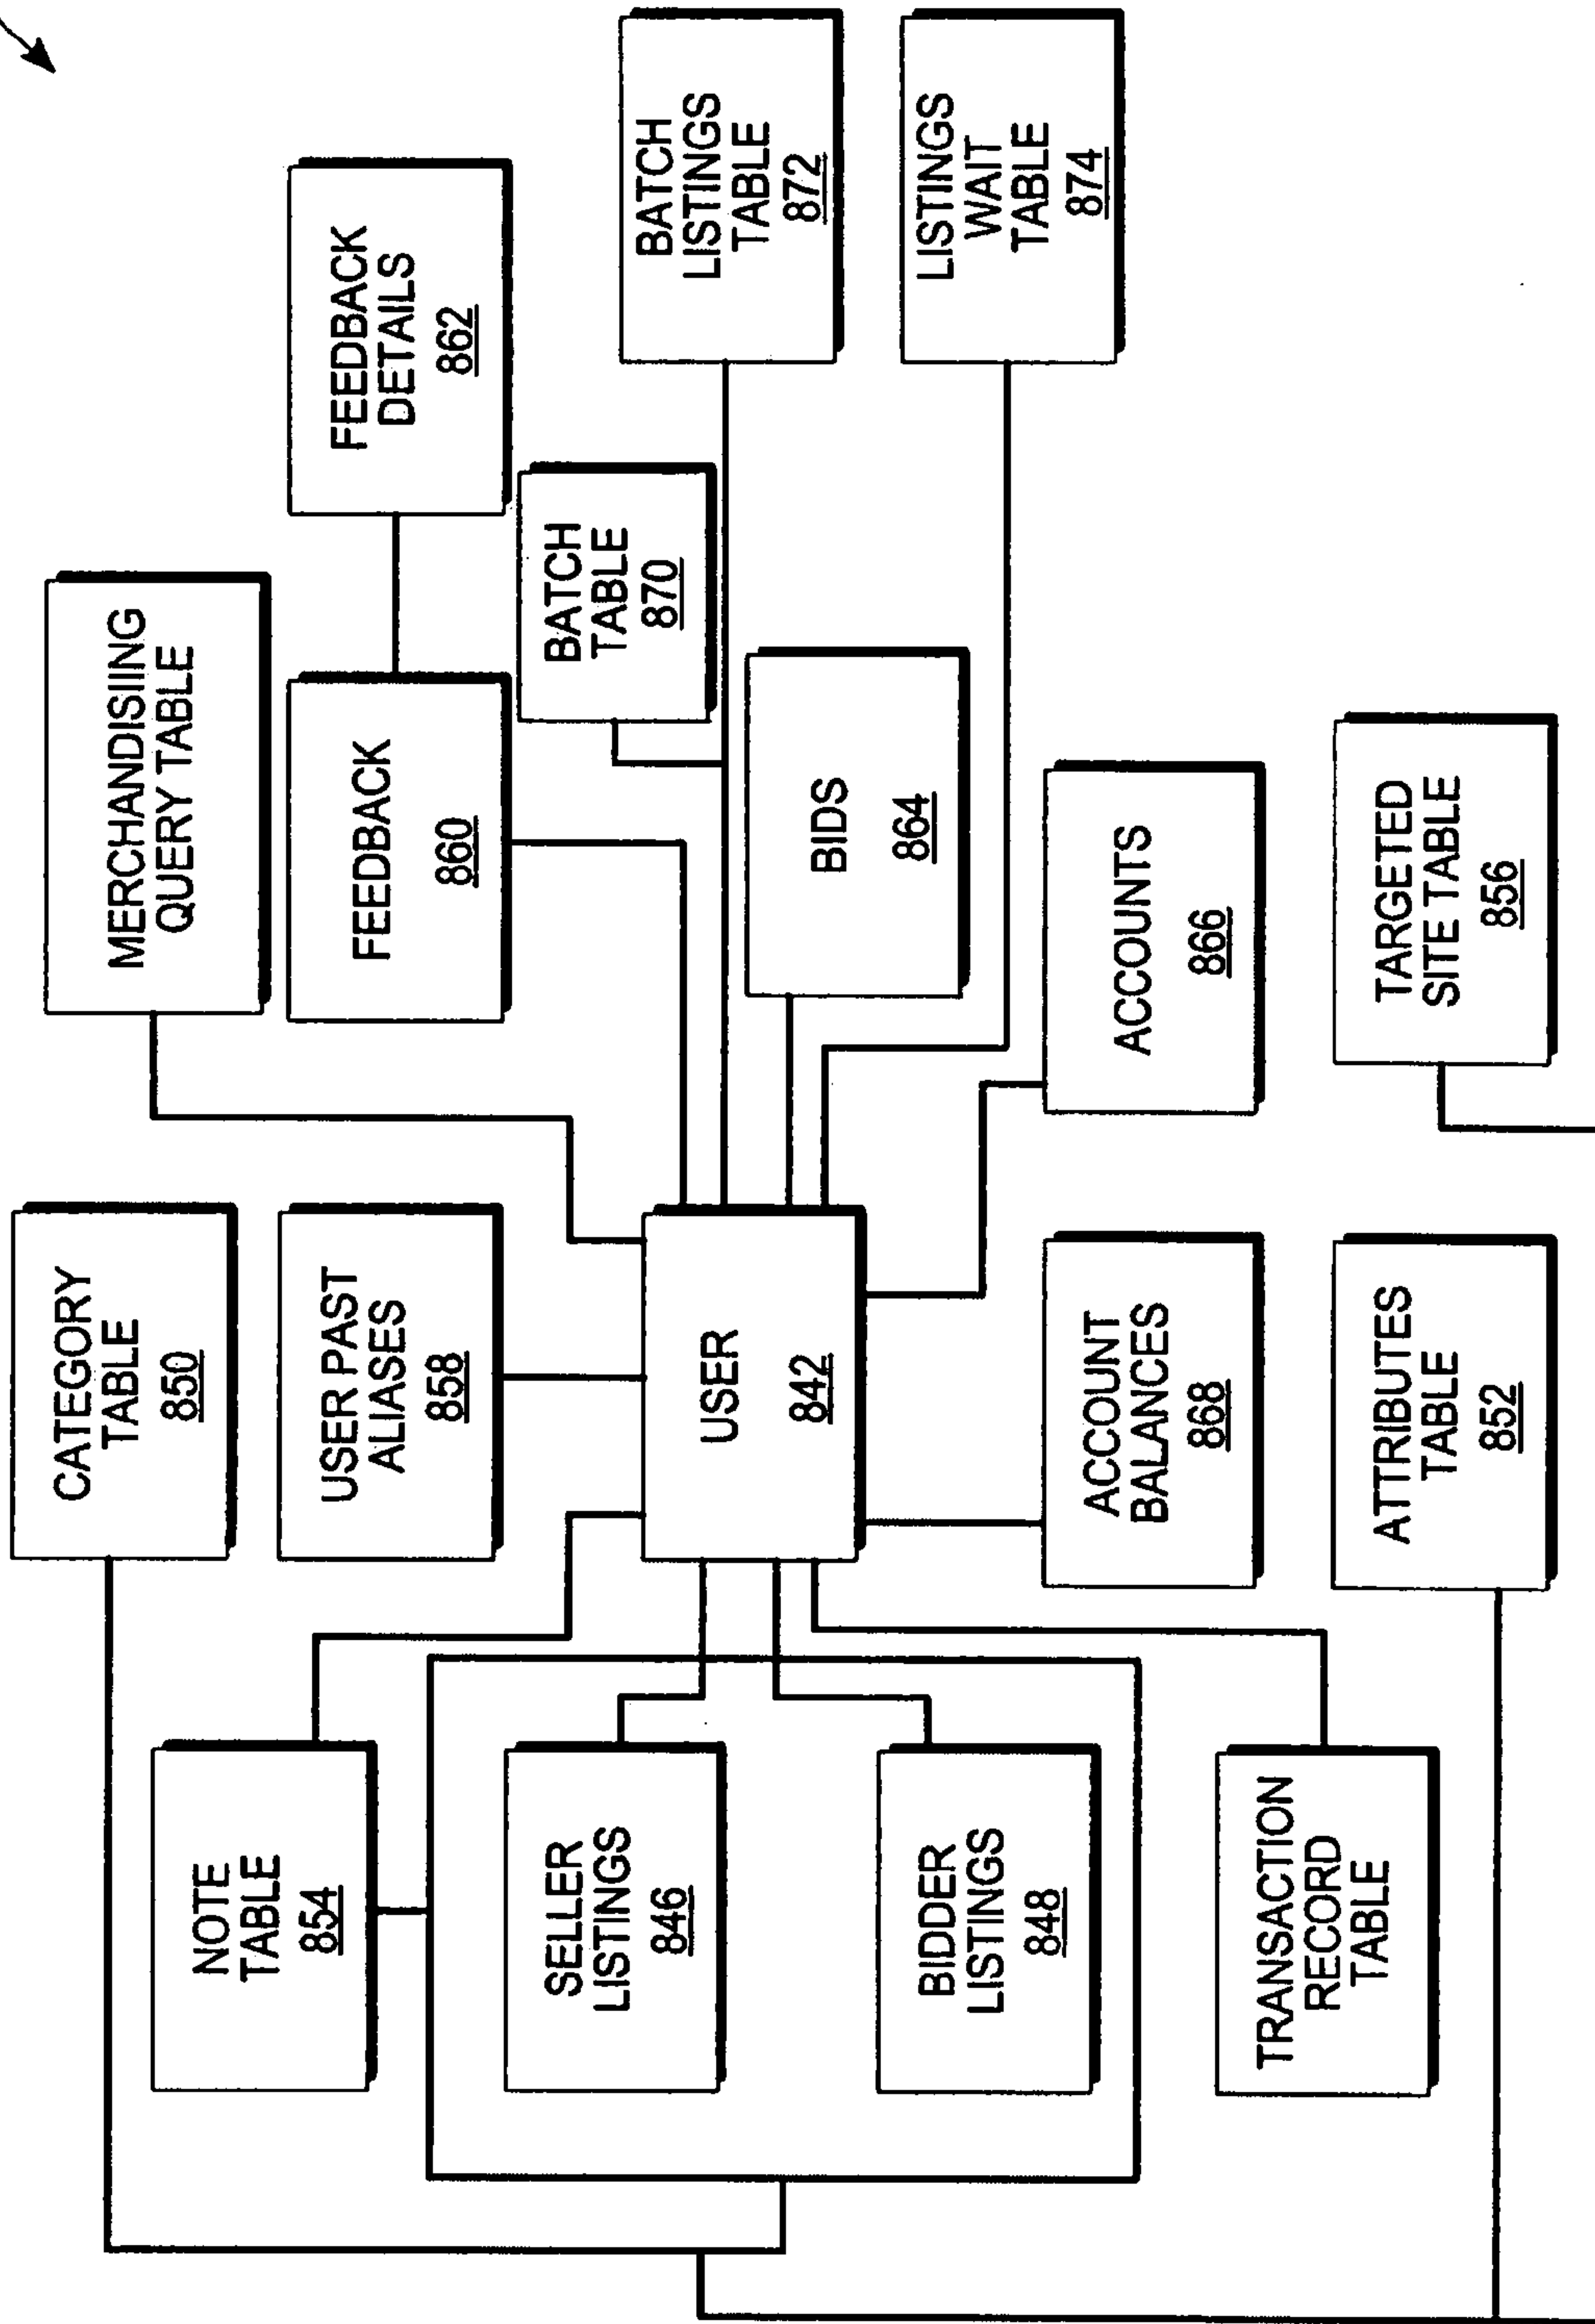 CATEGORY
TABLE
850
MERCHANDISIING
QUERY TABLE
NOTE
TABLE
854
USER PAST
ALIASES
858
FEEDBACK
860
FEEDBACK
DETAILS
862
SELLER
LISTINGS
846
BATCH
TABLE
870
BATCH
LISTINGS
TABLE
872
USER
842
BIDS
864
BIDDER
LISTINGS
848
LISTINGS
WAIT
TABLE
874
ACCOUNT
BALANCES
868
ACCOUNTS
866
TRANSACTION
RECORD
TABLE
ATTRIBUTES
TABLE
852
TARGETED
SITE TABLE
856